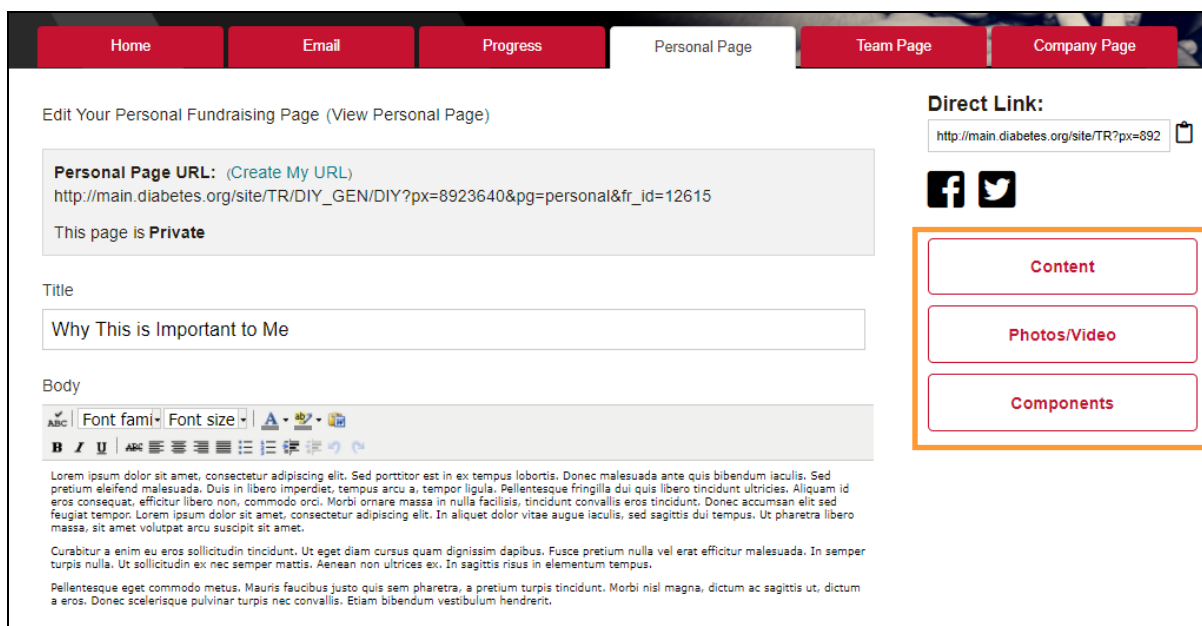 Home Email Progress Personal Page Team Page Company Page
Edit Your Personal Fundraising Page (View Personal Page)
Personal Page URL: (Create My URL)
http://main.diabetes.org/site/TR/DIY_GEN/DIY?px=8923640&pg=personal&fr_id=12615
This page is Private
Title
Why This is Important to Me
Body
ABC Font fami Font size A ab
B I U ABC
Lorem ipsum dolor sit amet, consectetur adipiscing elit. Sed porttitor est in ex tempus lobortis. Donec malesuada ante quis bibendum iaculis. Sed
pretium eleifend malesuada. Duis in libero imperdiet, tempus arcu a, tempor ligula. Pellentesque fringilla dui quis libero tincidunt ultricies. Aliquam id
eros consequat, efficitur libero non, commodo orci. Morbi ornare massa in nulla facilisis, tincidunt convallis eros tincidunt. Donec accumsan elit sed
feugiat tempor. Lorem ipsum dolor sit amet, consectetur adipiscing elit. In aliquet dolor vitae augue iaculis, sed sagittis dui tempus. Ut pharetra libero
massa, sit amet volutpat arcu suscipit sit amet.
Curabitur a enim eu eros sollicitudin tincidunt. Ut eget diam cursus quam dignissim dapibus. Fusce pretium nulla vel erat efficitur malesuada. In semper
turpis nulla. Ut sollicitudin ex nec semper mattis. Aenean non ultrices ex. In sagittis risus in elementum tempus.
Pellentesque eget commodo metus. Mauris faucibus justo quis sem pharetra, a pretium turpis tincidunt. Morbi nisl magna, dictum ac sagittis ut, dictum
a eros. Donec scelerisque pulvinar turpis nec convallis. Etiam bibendum vestibulum hendrerit.
Direct Link:
http://main.diabetes.org/site/TR?px=892
Content
Photos/Video
Components